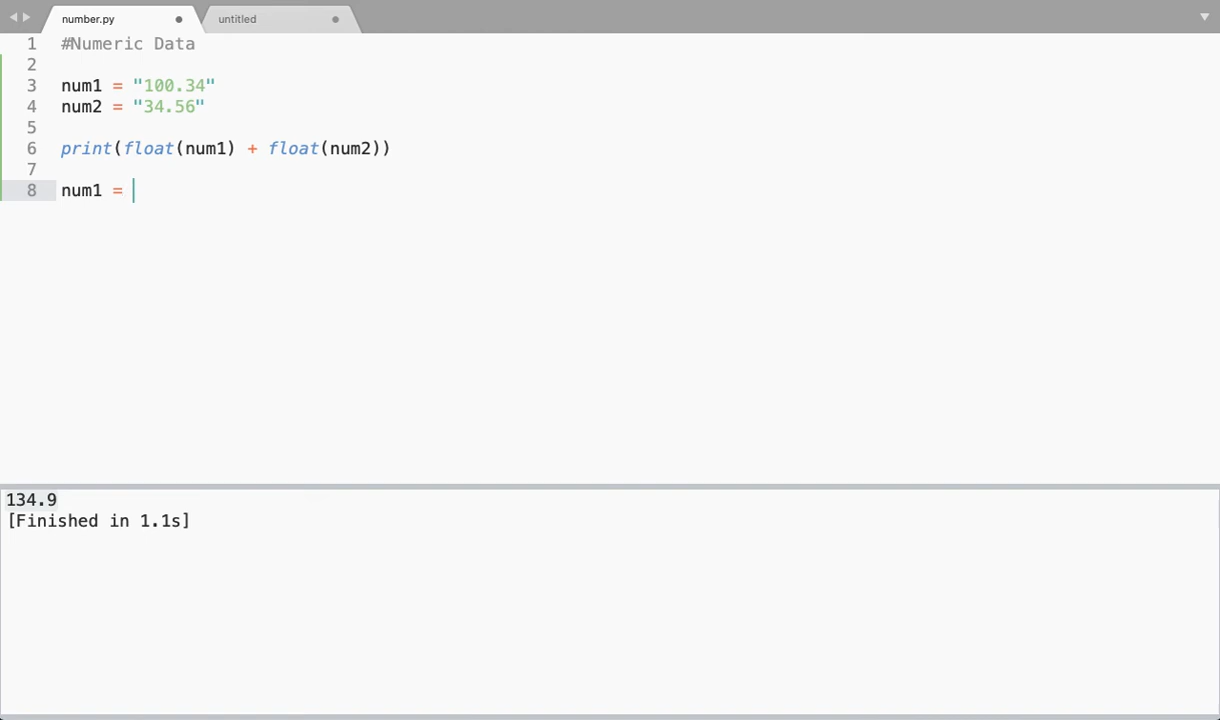 number.py
untitled
1 #Numeric Data
2
3 num1 = "100.34"
4 num2 = "34.56"
5
6 print(float(num1) + float(num2))
7
8 num1 =
134.9
[Finished in 1.1s]